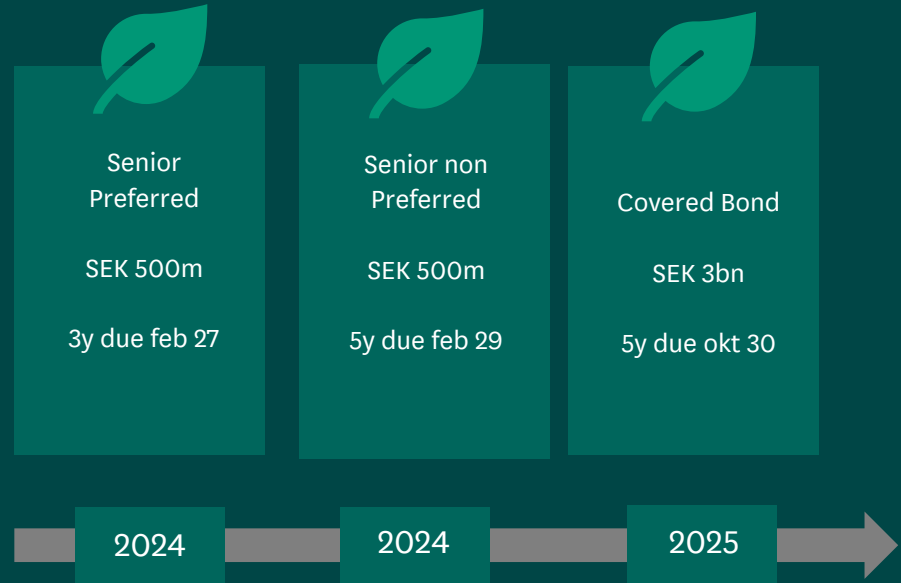 Senior
Preferred
SEK 500m
3y due feb 27
Senior non
Preferred
SEK 500m
5y due feb 29
Covered Bond
SEK 3bn
5y due okt 30
2024
2024
2025